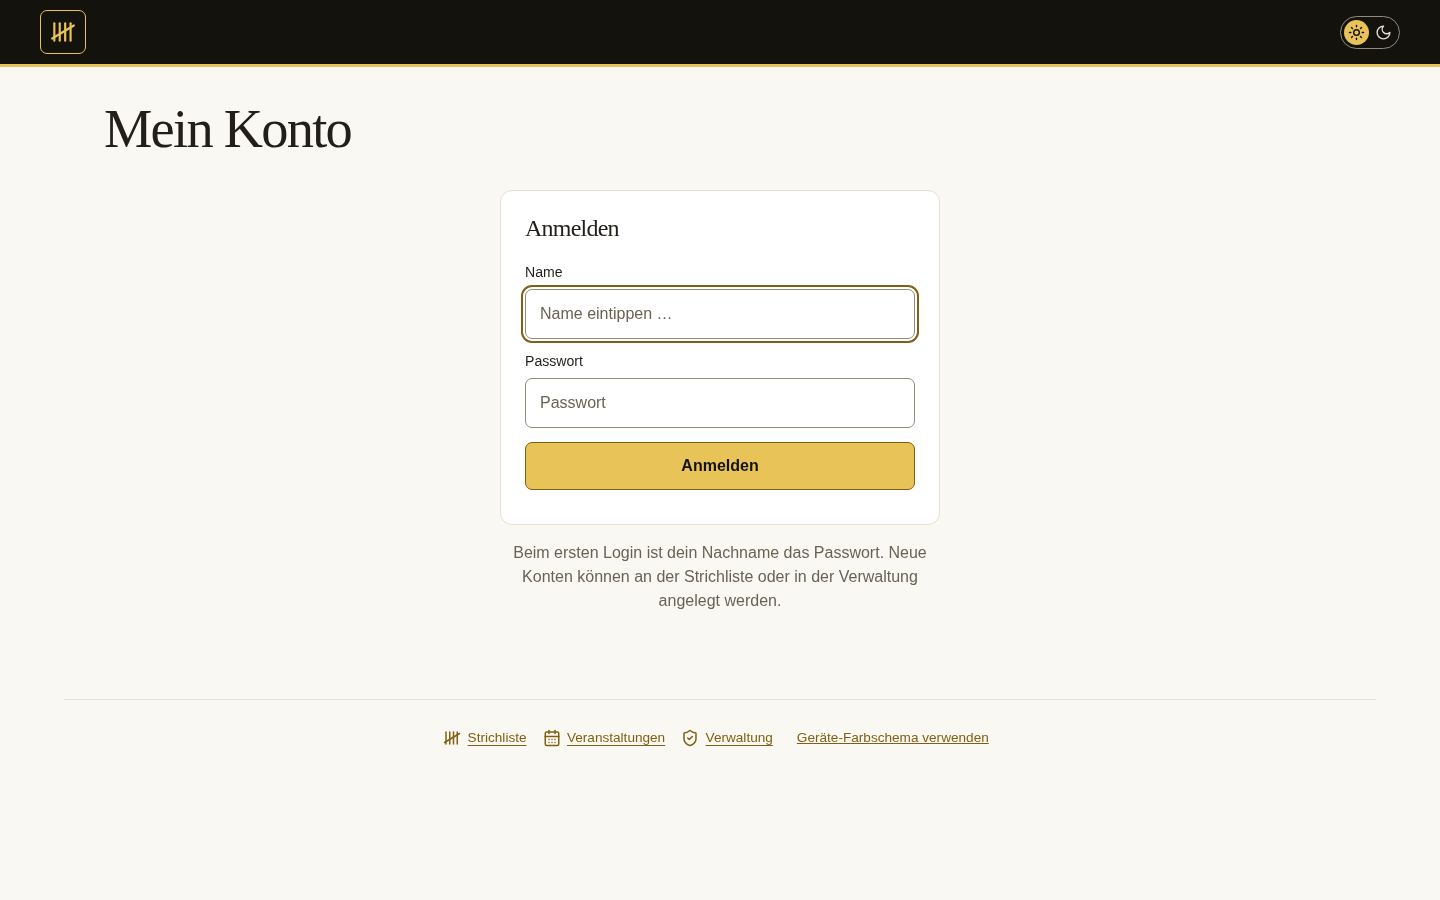 Mein Konto
Anmelden
Name
Name eintippen …
Passwort
Passwort
Anmelden
Beim ersten Login ist dein Nachname das Passwort. Neue
Konten können an der Strichliste oder in der Verwaltung
angelegt werden.
Strichliste Veranstaltungen Verwaltung Geräte-Farbschema verwenden